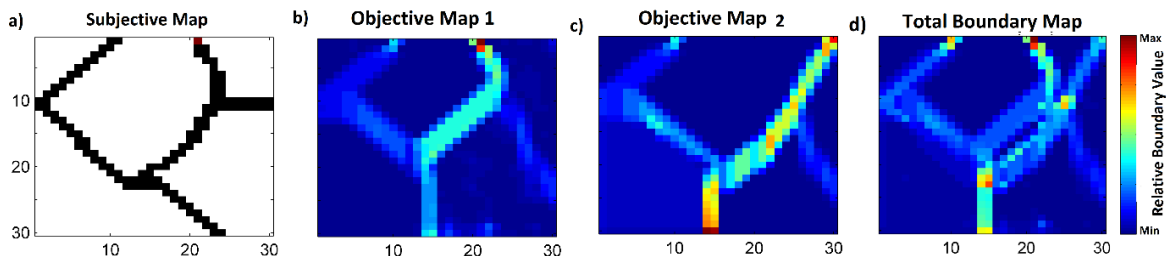 a)
Subjective Map
10
20
30
10
20
30
b)
Objective Map 1
10
20
30
c)
Objective Map 2
10
20
30
d)
Total Boundary Map
10
20
30
Max
Relative Boundary Value
Min